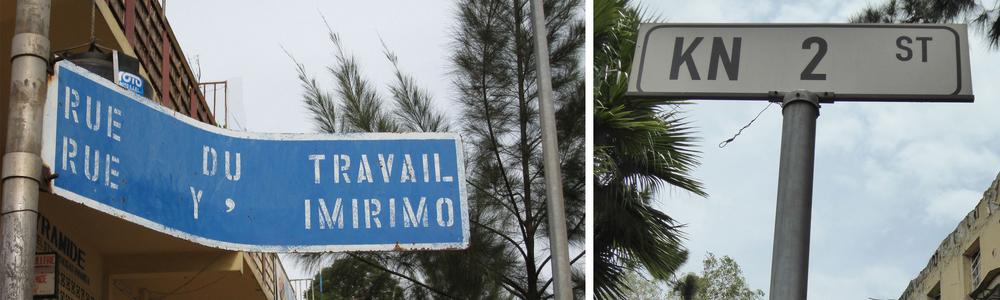 RUE DU TRAVAIL
RUE Y' IMIRIMO
KN 2 ST